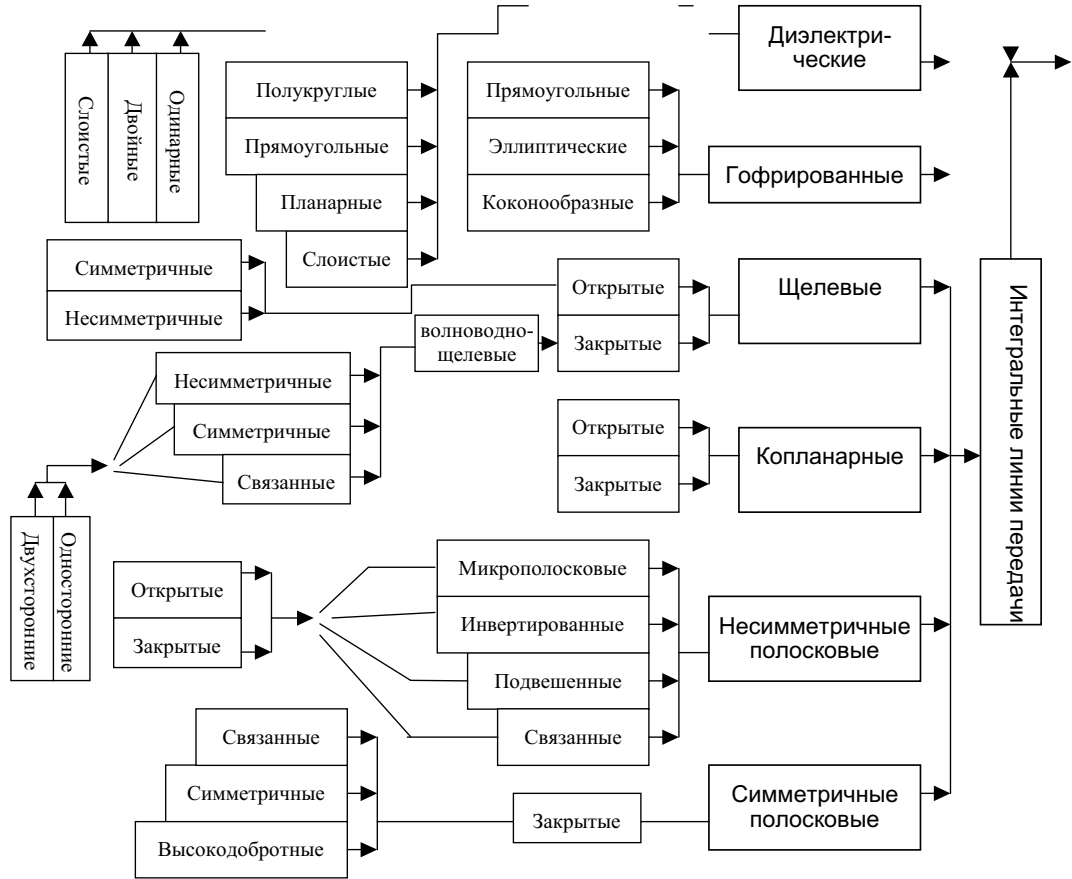 Диэлектри-
ческие
Слоистые
Двойные
Одинарные
Полукруглые
Прямоугольные
Планарные
Слоистые
Прямоугольные
Эллиптические
Коконообразные
Гофрированные
Симметричные
Несимметричные
Открытые
Закрытые
Щелевые
волноводно-
щелевые
Интегральные линии передачи
Несимметричные
Симметричные
Связанные
Открытые
Закрытые
Копланарные
Двухсторонние
Односторонние
Открытые
Закрытые
Микрополосковые
Инвертированные
Подвешенные
Связанные
Несимметричные
полосковые
Связанные
Симметричные
Высокодобротные
Закрытые
Симметричные
полосковые